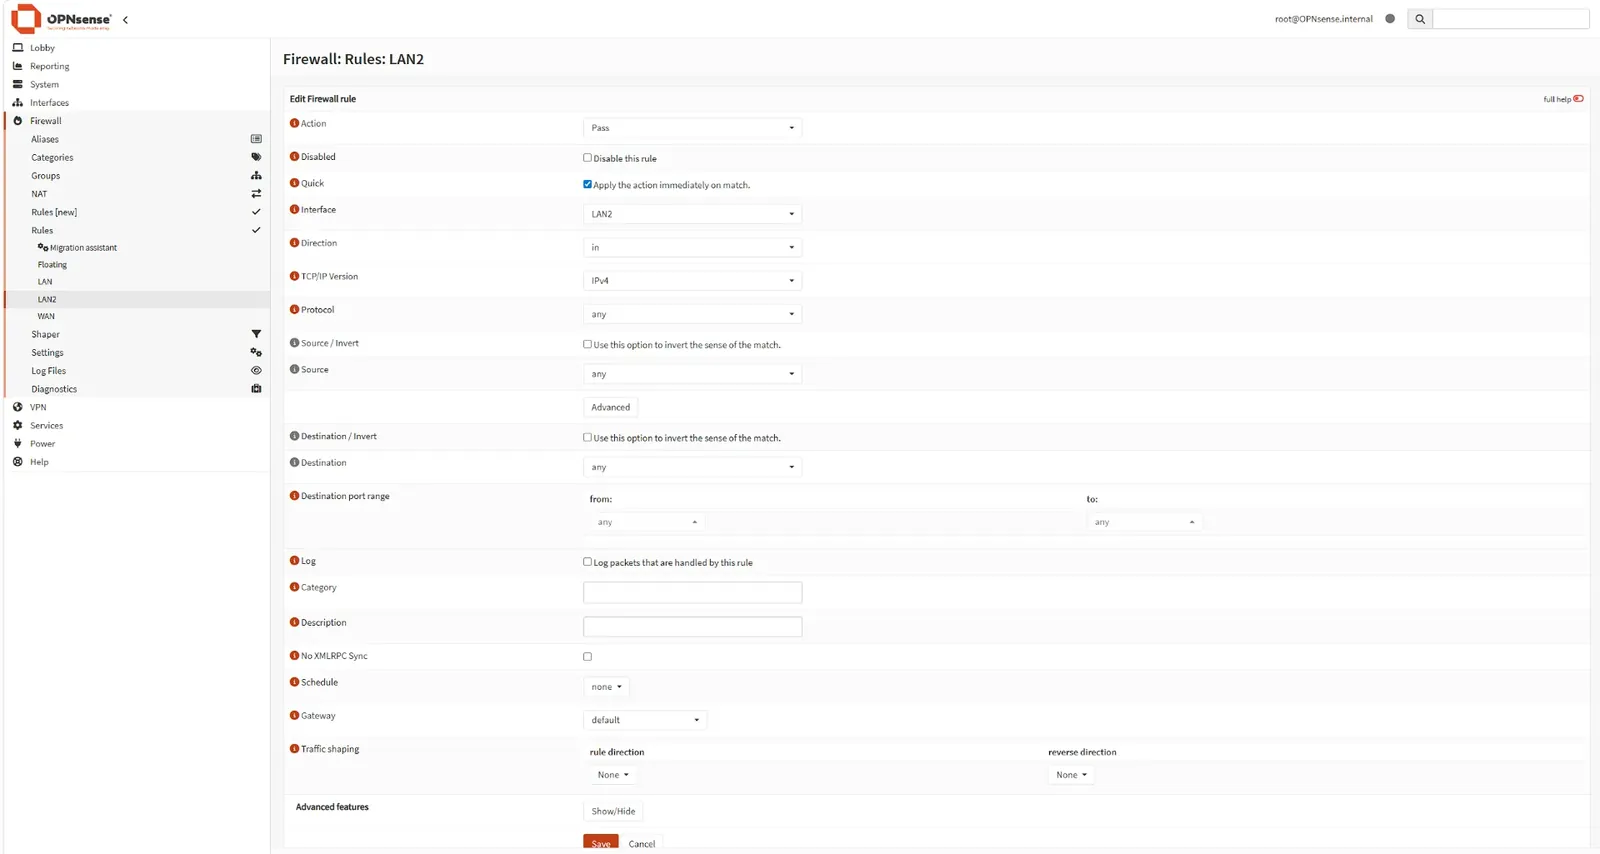 OPNsense
root@OPNsense.internal
Lobby
Reporting
System
Interfaces
Firewall
Aliases
Categories
Groups
NAT
Rules [new]
Rules
Migration assistant
Floating
LAN
LAN2
WAN
Shaper
Settings
Log Files
Diagnostics
VPN
Services
Power
Help
Firewall: Rules: LAN2
Edit Firewall rule
full help
Action
Pass
Disabled
Disable this rule
Quick
Apply the action immediately on match.
Interface
LAN2
Direction
in
TCP/IP Version
IPv4
Protocol
any
Source / Invert
Use this option to invert the sense of the match.
Source
any
Advanced
Destination / Invert
Use this option to invert the sense of the match.
Destination
any
Destination port range
from:
to:
any
any
Log
Log packets that are handled by this rule
Category
Description
No XMLRPC Sync
Schedule
none
Gateway
default
Traffic shaping
rule direction
reverse direction
None
None
Advanced features
Show/Hide
Save
Cancel